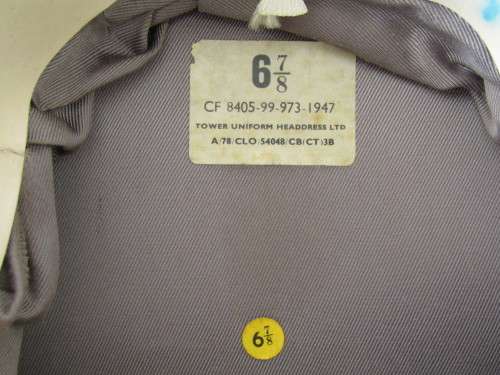 6 7/8
CF 8405-99-973-1947
TOWER UNIFORM HEADDRESS LTD
A/78/CLO/54048/CB(CT)3B
6 7/8